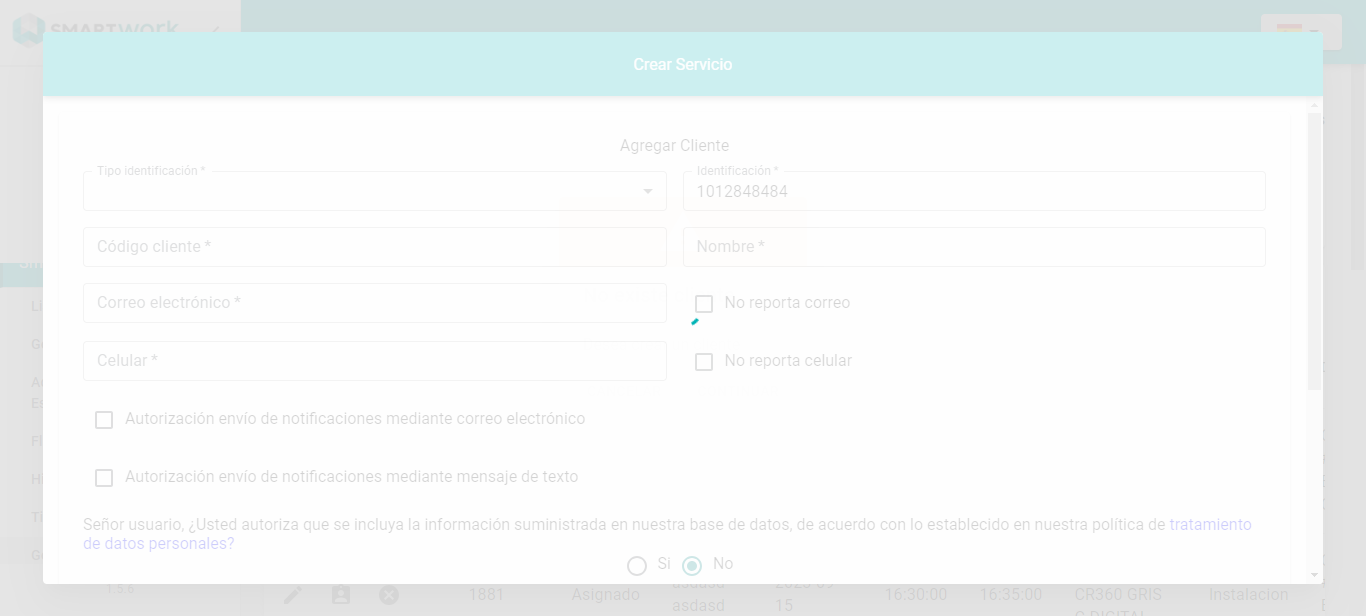 SMARTwork
Crear Servicio
Agregar Cliente
Tipo identificación *
Identificación *
1012848484
Código cliente *
Nombre *
Correo electrónico *
No reporta correo
Celular *
No reporta celular
Autorización envío de notificaciones mediante correo electrónico
Autorización envío de notificaciones mediante mensaje de texto
Señor usuario, ¿Usted autoriza que se incluya la información suministrada en nuestra base de datos, de acuerdo con lo establecido en nuestra política de tratamiento
de datos personales?
Si No
1.5.6
1881 Asignado asdasd 16:30:00 16:35:00 CR360 GRIS Instalacion
asdasd 15